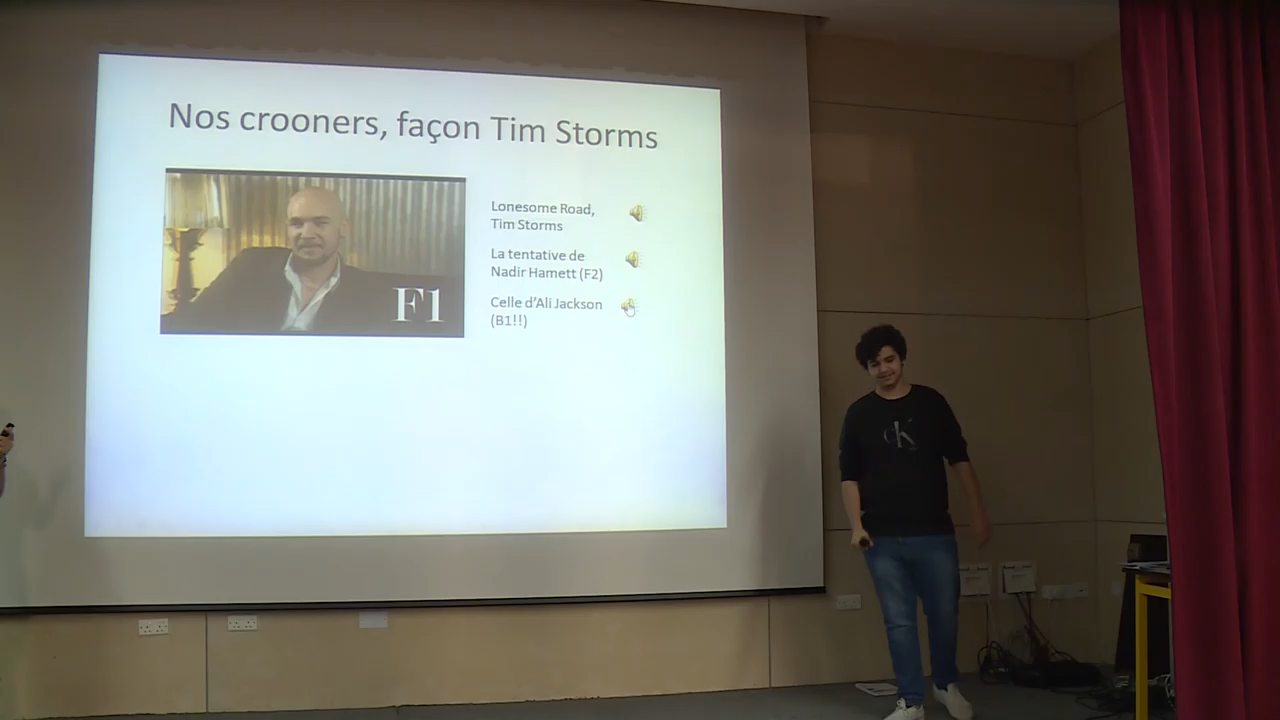 Nos crooners, façon Tim Storms
F1
Lonesome Road,
Tim Storms
La tentative de
Nadir Hamett (F2)
Celle d'Ali Jackson
(B1!!)
cK